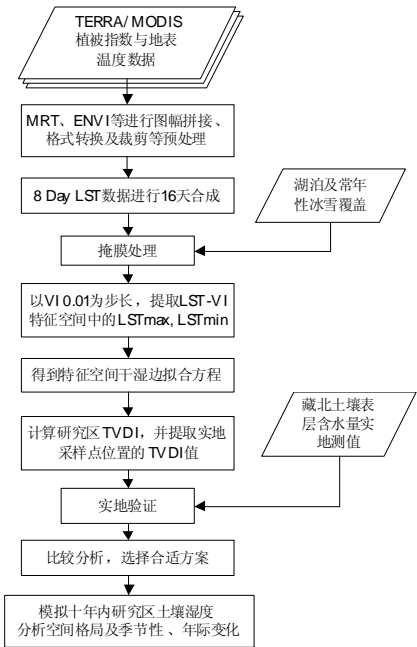 TERRA/ MODIS
植被指数与地表
温度数据
MRT、ENVI等进行图幅拼接、
格式转换及裁剪等预处理
8 Day LST数据进行16天合成
湖泊及常年
性冰雪覆盖
掩膜处理
以VI 0.01为步长，提取LST-VI
特征空间中的LSTmax, LSTmin
得到特征空间干湿边拟合方程
计算研究区TVDI，并提取实地
采样点位置的 TVDI值
藏北土壤表
层含水量实
地测值
实地验证
比较分析，选择合适方案
模拟十年内研究区土壤湿度
分析空间格局及季节性 、年际变化